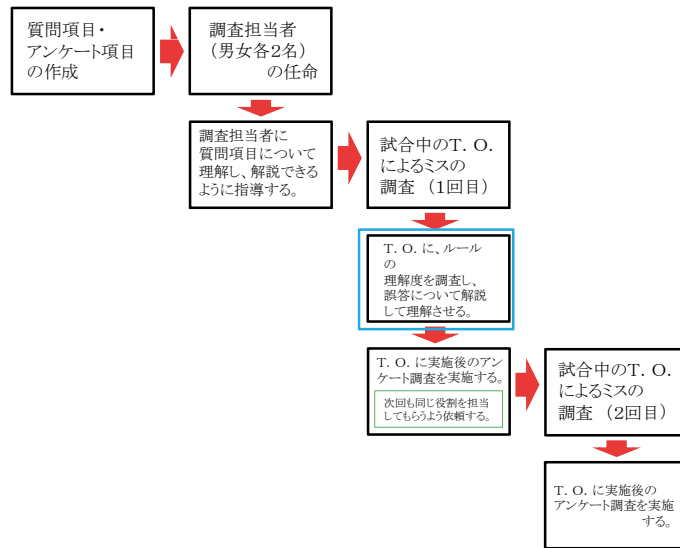 質問項目・
アンケート項目
の作成
調査担当者
(男女各2名)
の任命
調査担当者に
質問項目について
理解し、解説できる
ように指導する。
試合中のT. O.
によるミスの
調査 (1回目)
T. O. に、ルール
の
理解度を調査し、
誤答について解説
して理解させる。
T. O. に実施後のアン
ケート調査を実施する。
次回も同じ役割を担当
してもらうよう依頼する。
試合中のT. O.
によるミスの
調査 (2回目)
T. O. に実施後の
アンケート調査を実施
する。